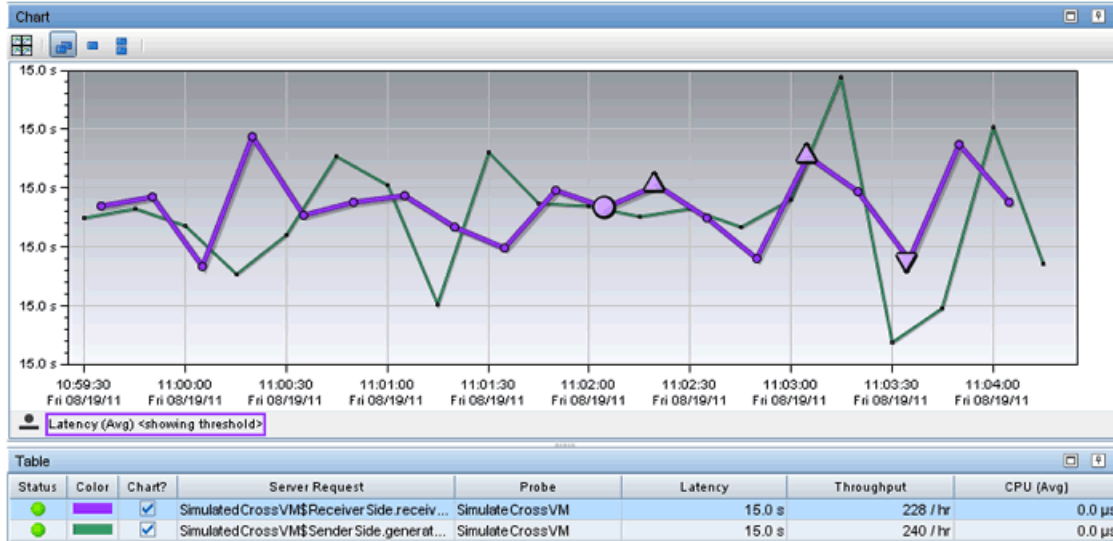 Chart
15.0 s
15.0 s
15.0 s
15.0 s
15.0 s
15.0 s
10:59:30 11:00:00 11:00:30 11:01:00 11:01:30 11:02:00 11:02:30 11:03:00 11:03:30 11:04:00
Fri 08/19/11 Fri 08/19/11 Fri 08/19/11 Fri 08/19/11 Fri 08/19/11 Fri 08/19/11 Fri 08/19/11 Fri 08/19/11 Fri 08/19/11 Fri 08/19/11
Latency (Avg) <showing threshold>
Table
Status Color Chart? Server Request Probe Latency Throughput CPU (Avg)
SimulatedCrossVM$ReceiverSide.receiv... SimulateCrossVM 15.0 s 228 / hr 0.0 µs
SimulatedCrossVM$SenderSide.generat... SimulateCrossVM 15.0 s 240 / hr 0.0 µs